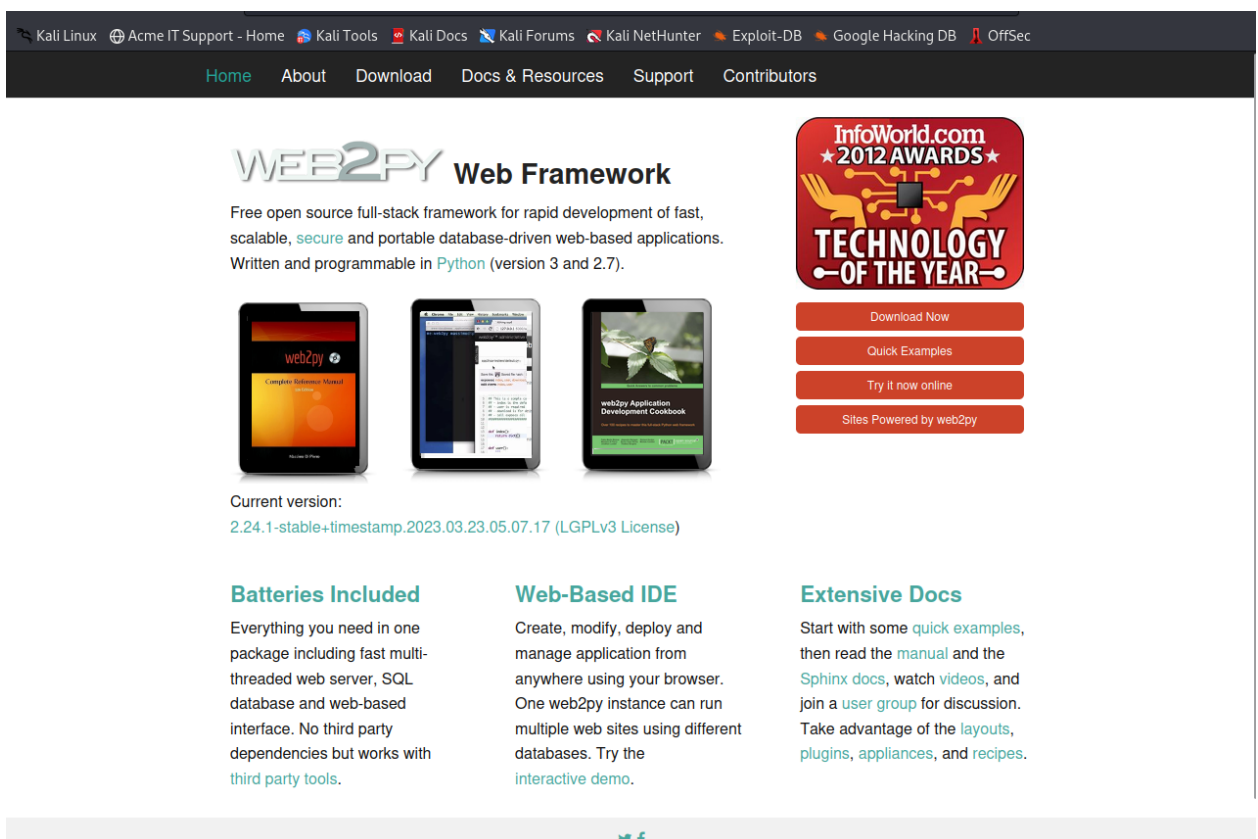 Kali Linux Acme IT Support - Home Kali Tools Kali Docs Kali Forums Kali NetHunter Exploit-DB Google Hacking DB OffSec
Home About Download Docs & Resources Support Contributors
WEB2PY Web Framework
Free open source full-stack framework for rapid development of fast,
scalable, secure and portable database-driven web-based applications.
Written and programmable in Python (version 3 and 2.7).
InfoWorld.com
2012 AWARDS
TECHNOLOGY
OF THE YEAR
Download Now
Quick Examples
Try it now online
Sites Powered by web2py
web2py
Complete Reference Manual
web2py Application
Development Cookbook
Current version:
2.24.1-stable+timestamp.2023.03.23.05.07.17 (LGPLv3 License)
Batteries Included
Everything you need in one
package including fast multi-
threaded web server, SQL
database and web-based
interface. No third party
dependencies but works with
third party tools.
Web-Based IDE
Create, modify, deploy and
manage application from
anywhere using your browser.
One web2py instance can run
multiple web sites using different
databases. Try the
interactive demo.
Extensive Docs
Start with some quick examples,
then read the manual and the
Sphinx docs, watch videos, and
join a user group for discussion.
Take advantage of the layouts,
plugins, appliances, and recipes.